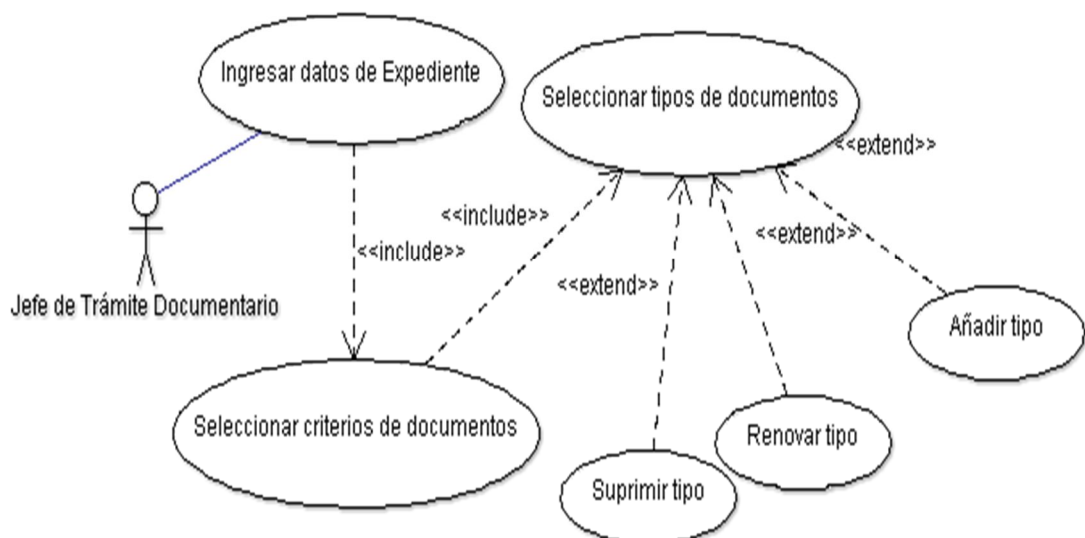 Ingresar datos de Expediente
Seleccionar tipos de documentos
<<extend>>
<<include>>
<<extend>>
<<include>>
<<extend>>
Jefe de Trámite Documentario
Añadir tipo
Seleccionar criterios de documentos
Renovar tipo
Suprimir tipo